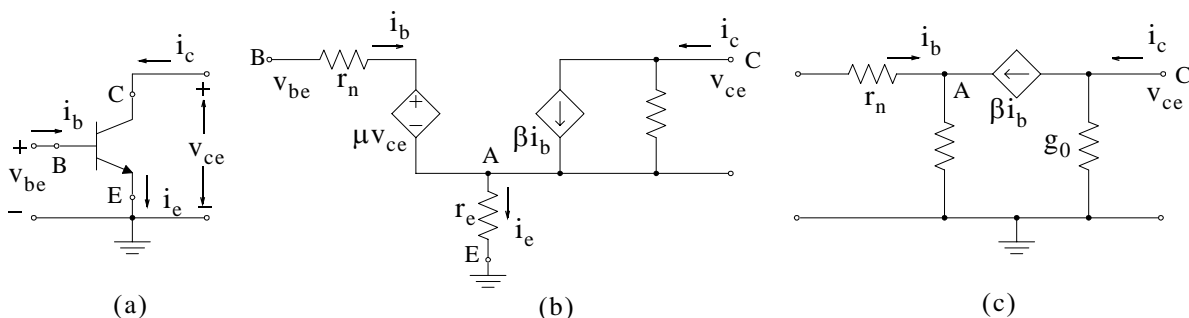 i_c
C
+
i_b
+
B
v_be
v_ce
E
i_e
−
−
(a)
B
i_b
v_be
r_n
+
−
μv_ce
i_c
C
v_ce
βi_b
A
r_e
i_e
E
(b)
i_b
r_n
A
βi_b
i_c
C
v_ce
g_0
(c)